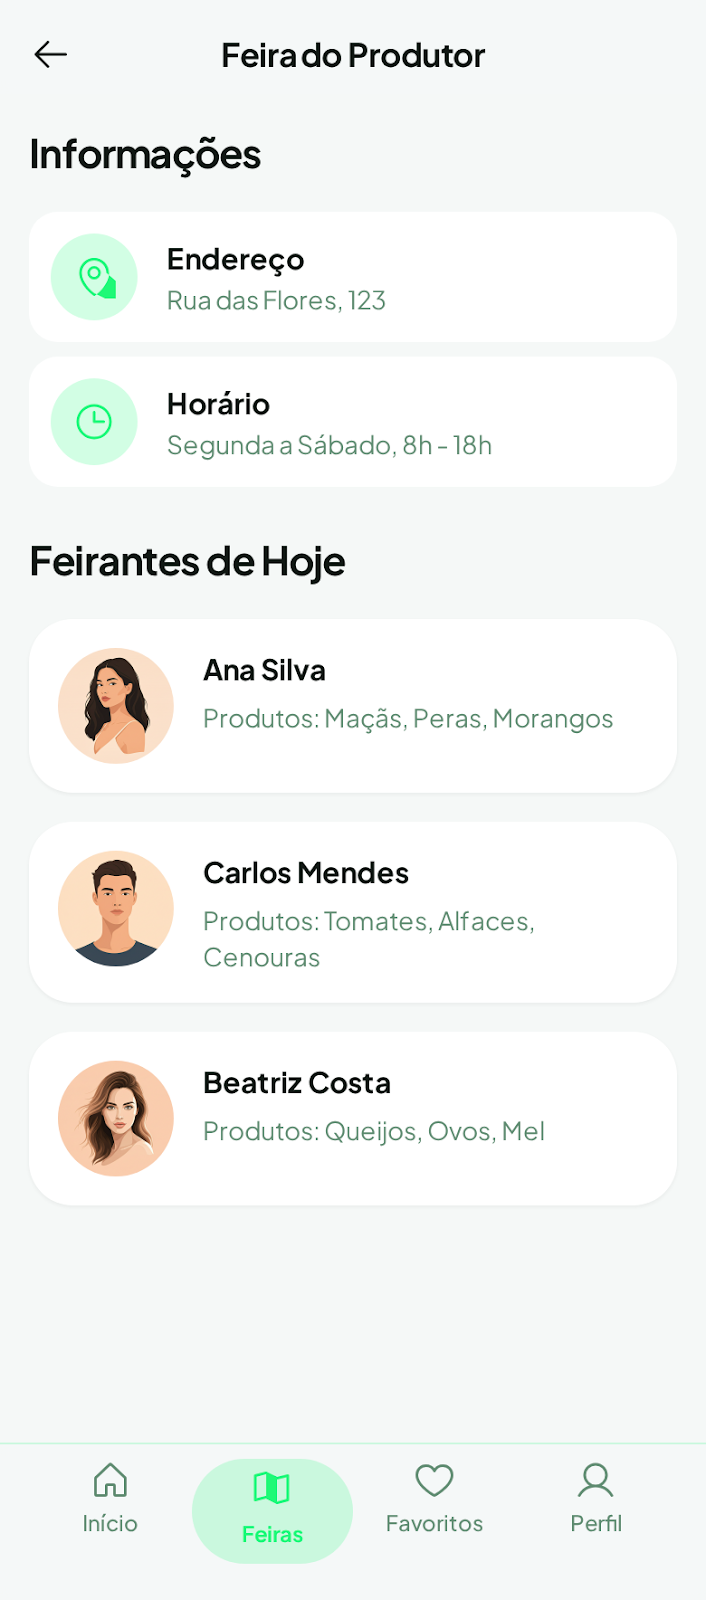 Feira do Produtor
Informações
Endereço
Rua das Flores, 123
Horário
Segunda a Sábado, 8h - 18h
Feirantes de Hoje
Ana Silva
Produtos: Maçãs, Peras, Morangos
Carlos Mendes
Produtos: Tomates, Alfaces,
Cenouras
Beatriz Costa
Produtos: Queijos, Ovos, Mel
Início
Feiras
Favoritos
Perfil